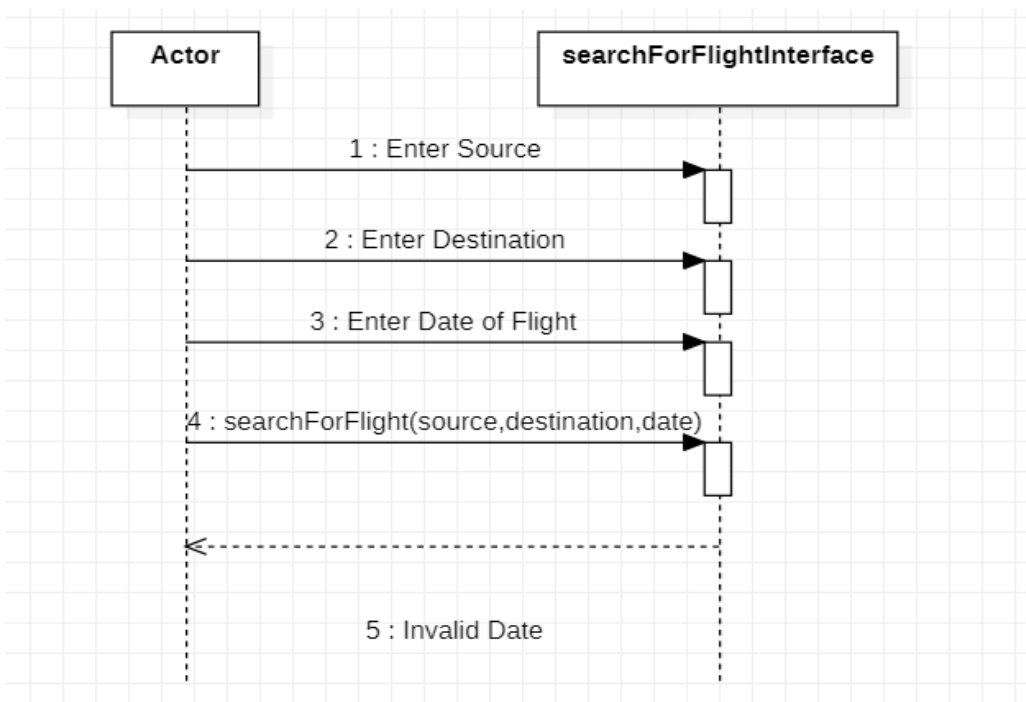 Actor
searchForFlightInterface
1 : Enter Source
2 : Enter Destination
3 : Enter Date of Flight
4 : searchForFlight(source,destination,date)
5 : Invalid Date